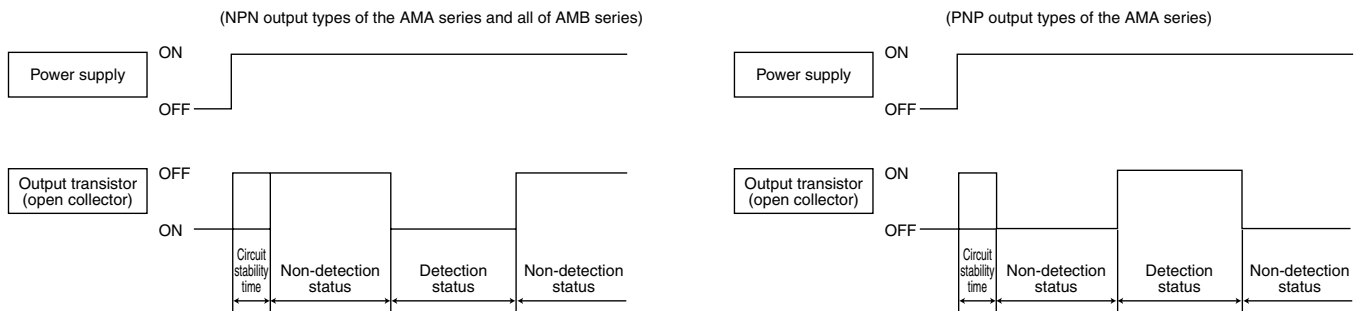 (NPN output types of the AMA series and all of AMB series)
ON
Power supply
OFF
OFF
Output transistor
(open collector)
ON
Circuit
stability
time
Non-detection
status
Detection
status
Non-detection
status
(PNP output types of the AMA series)
ON
Power supply
OFF
ON
Output transistor
(open collector)
OFF
Circuit
stability
time
Non-detection
status
Detection
status
Non-detection
status